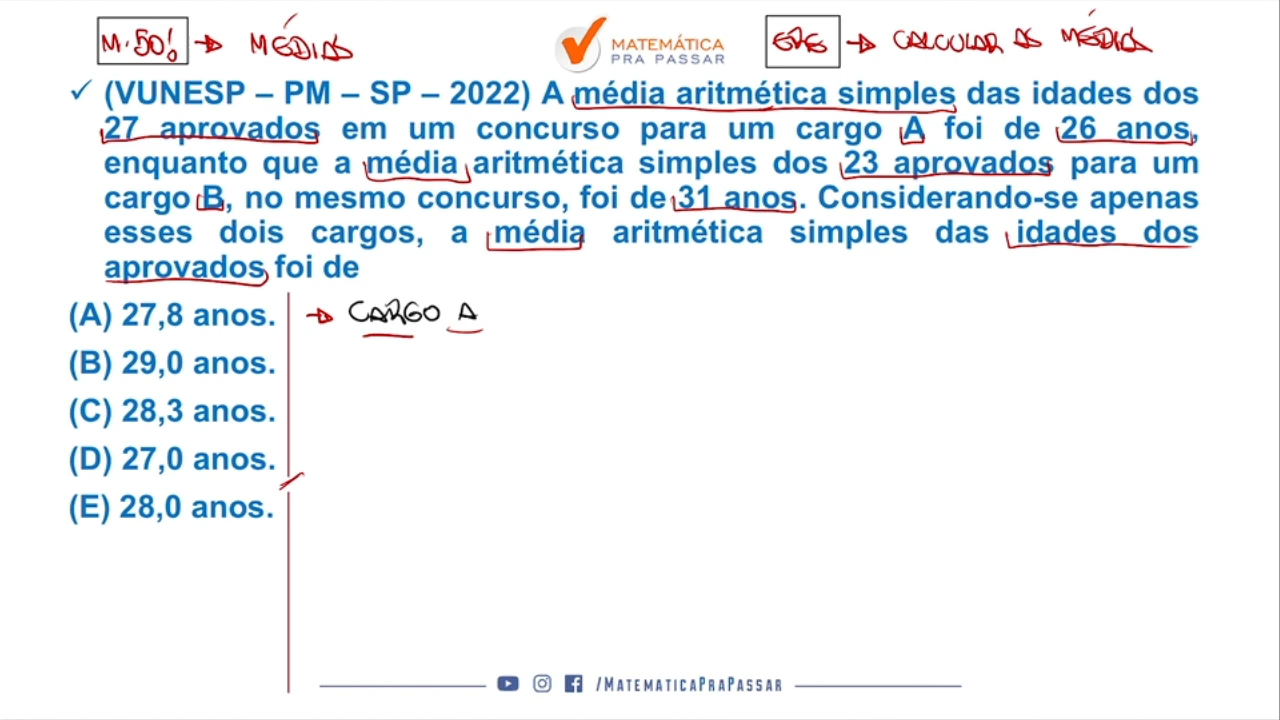 M.50! → MÉDIAS
MATEMÁTICA
PRA PASSAR
→ CALCULAR AS MÉDIAS
✓ (VUNESP – PM – SP – 2022) A média aritmética simples das idades dos
27 aprovados em um concurso para um cargo A foi de 26 anos,
enquanto que a média aritmética simples dos 23 aprovados para um
cargo B, no mesmo concurso, foi de 31 anos. Considerando-se apenas
esses dois cargos, a média aritmética simples das idades dos
aprovados foi de
(A) 27,8 anos.
→ CARGO A
(B) 29,0 anos.
(C) 28,3 anos.
(D) 27,0 anos.
(E) 28,0 anos.
/MATEMATICAPRAPASSAR